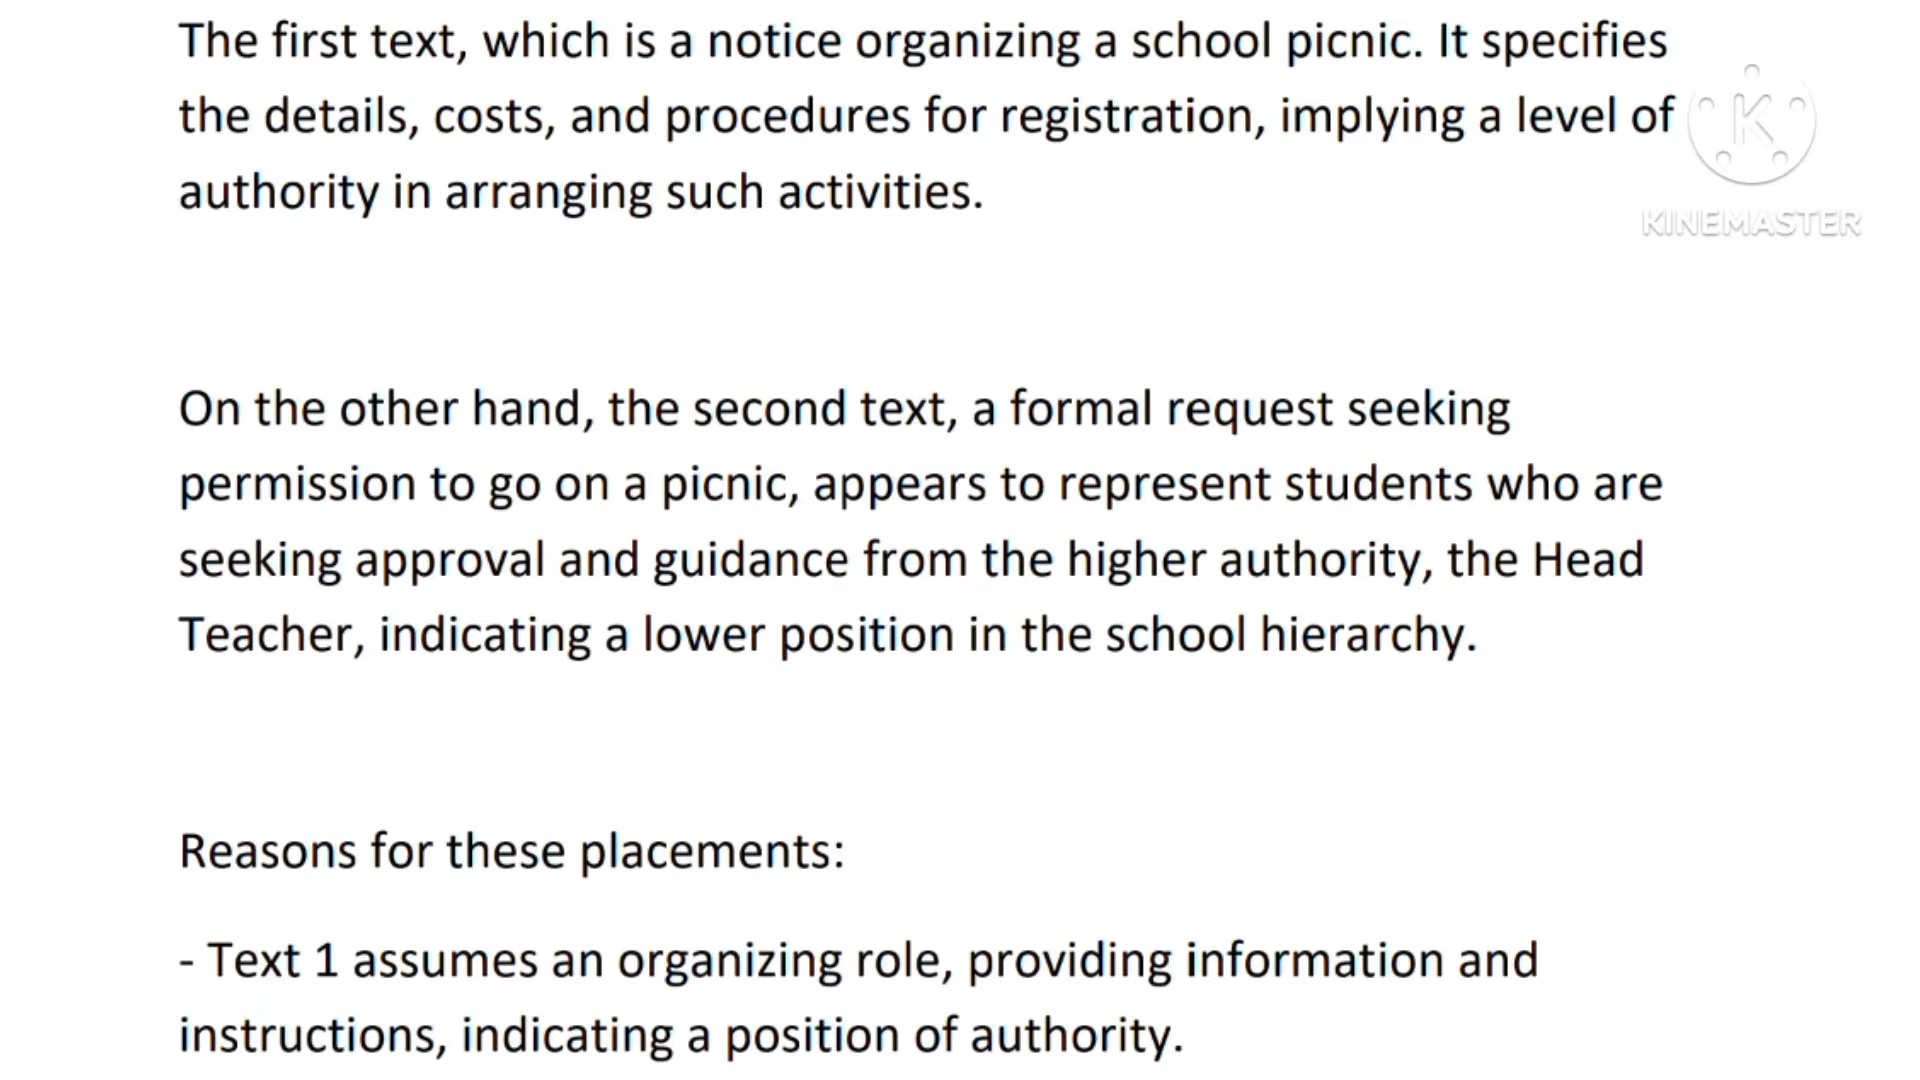 The first text, which is a notice organizing a school picnic. It specifies
the details, costs, and procedures for registration, implying a level of
authority in arranging such activities.
K
KINEMASTER
On the other hand, the second text, a formal request seeking
permission to go on a picnic, appears to represent students who are
seeking approval and guidance from the higher authority, the Head
Teacher, indicating a lower position in the school hierarchy.
Reasons for these placements:
- Text 1 assumes an organizing role, providing information and
instructions, indicating a position of authority.